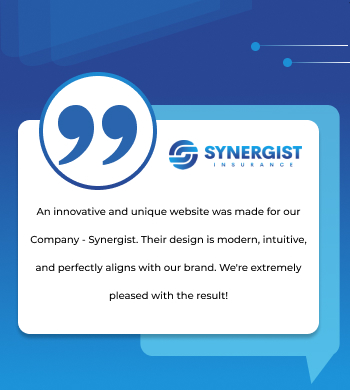 SYNERGIST
INSURANCE
An innovative and unique website was made for our
Company - Synergist. Their design is modern, intuitive,
and perfectly aligns with our brand. We're extremely
pleased with the result!